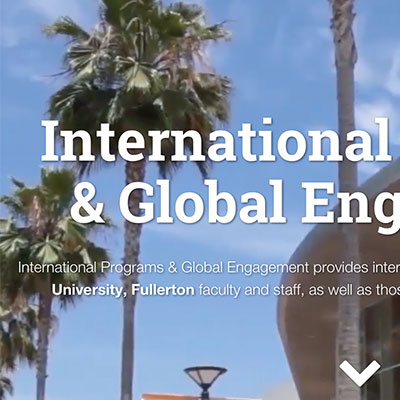 International
& Global Eng
International Programs & Global Engagement provides inter
University, Fullerton faculty and staff, as well as thos